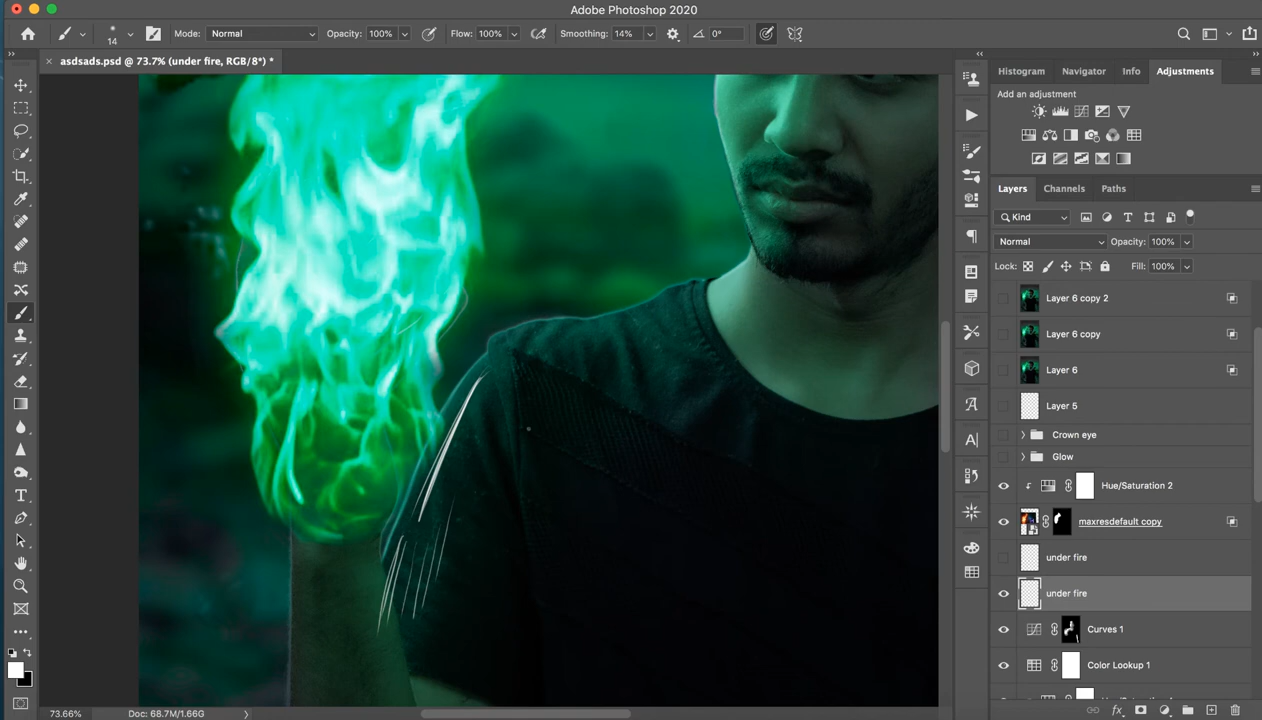 Adobe Photoshop 2020
14
Mode: Normal
Opacity: 100%
Flow: 100%
Smoothing: 14%
0°
asdsads.psd @ 73.7% (under fire, RGB/8*) *
Histogram
Navigator
Info
Adjustments
Add an adjustment
Layers
Channels
Paths
Kind
Normal
Opacity: 100%
Lock:
Fill: 100%
Layer 6 copy 2
Layer 6 copy
Layer 6
Layer 5
Crown eye
Glow
Hue/Saturation 2
maxresdefault copy
under fire
under fire
Curves 1
Color Lookup 1
73.66%
Doc: 68.7M/1.66G